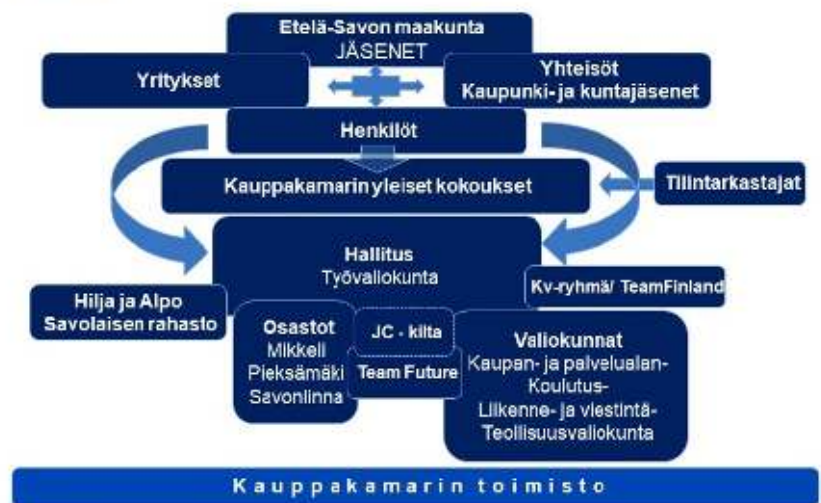 Etelä-Savon maakunta
JÄSENET
Yritykset
Yhteisöt
Kaupunki- ja kuntajäsenet
Henkilöt
Kauppakamarin yleiset kokoukset
Tilintarkastajat
Hallitus
Työvaliokunta
Hilja ja Alpo
Savolaisen rahasto
Kv-ryhmä/ TeamFinland
Osastot
Mikkeli
Pieksämäki
Savonlinna
JC - kilta
Team Future
Valiokunnat
Kaupan- ja palvelualan-
Koulutus-
Liikenne- ja viestintä-
Teollisuusvaliokunta
Kauppakamarin toimisto